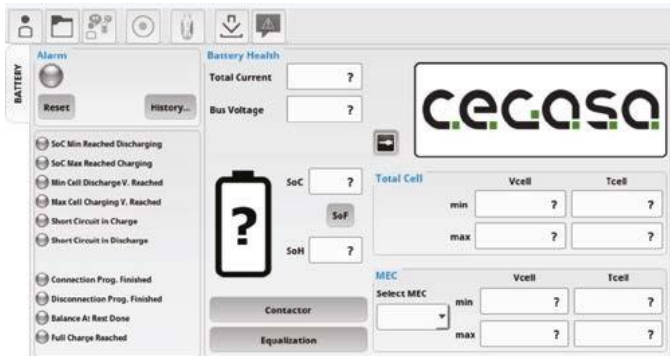 BATTERY
Alarm
Reset
History...
SoC Min Reached Discharging
SoC Max Reached Charging
Min Cell Discharge V. Reached
Max Cell Charging V. Reached
Short Circuit in Charge
Short Circuit in Discharge
Connection Prog. Finished
Disconnection Prog. Finished
Balance At Rest Done
Full Charge Reached
Battery Health
Total Current ?
Bus Voltage ?
cegasa
?
SoC ?
SoF
SoH ?
Contactor
Equalization
Total Cell
Vcell Tcell
min ? ?
max ? ?
MEC
Vcell Tcell
Select MEC
min ? ?
max ? ?